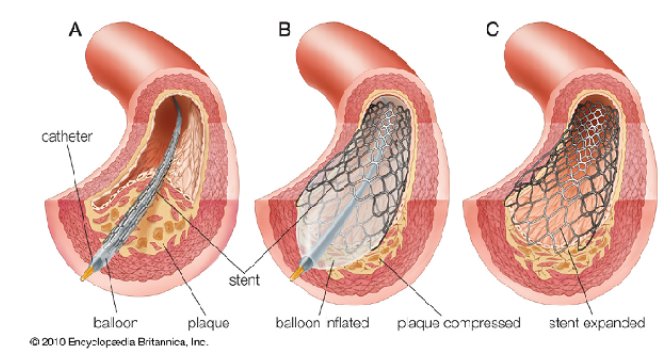 A
B
C
catheter
stent
balloon
plaque
balloon inflated
plaque compressed
stent expanded
© 2010 Encyclopædia Britannica, Inc.